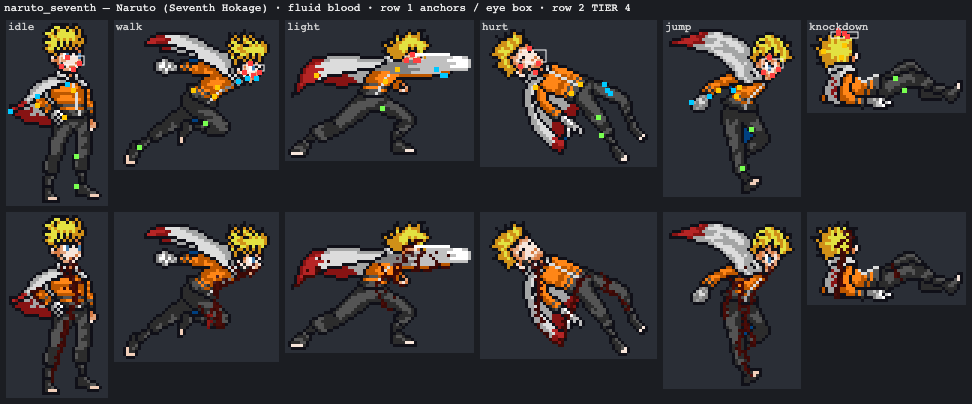 naruto_seventh — Naruto (Seventh Hokage) · fluid blood · row 1 anchors / eye box · row 2 TIER 4
idle walk light hurt jump knockdown